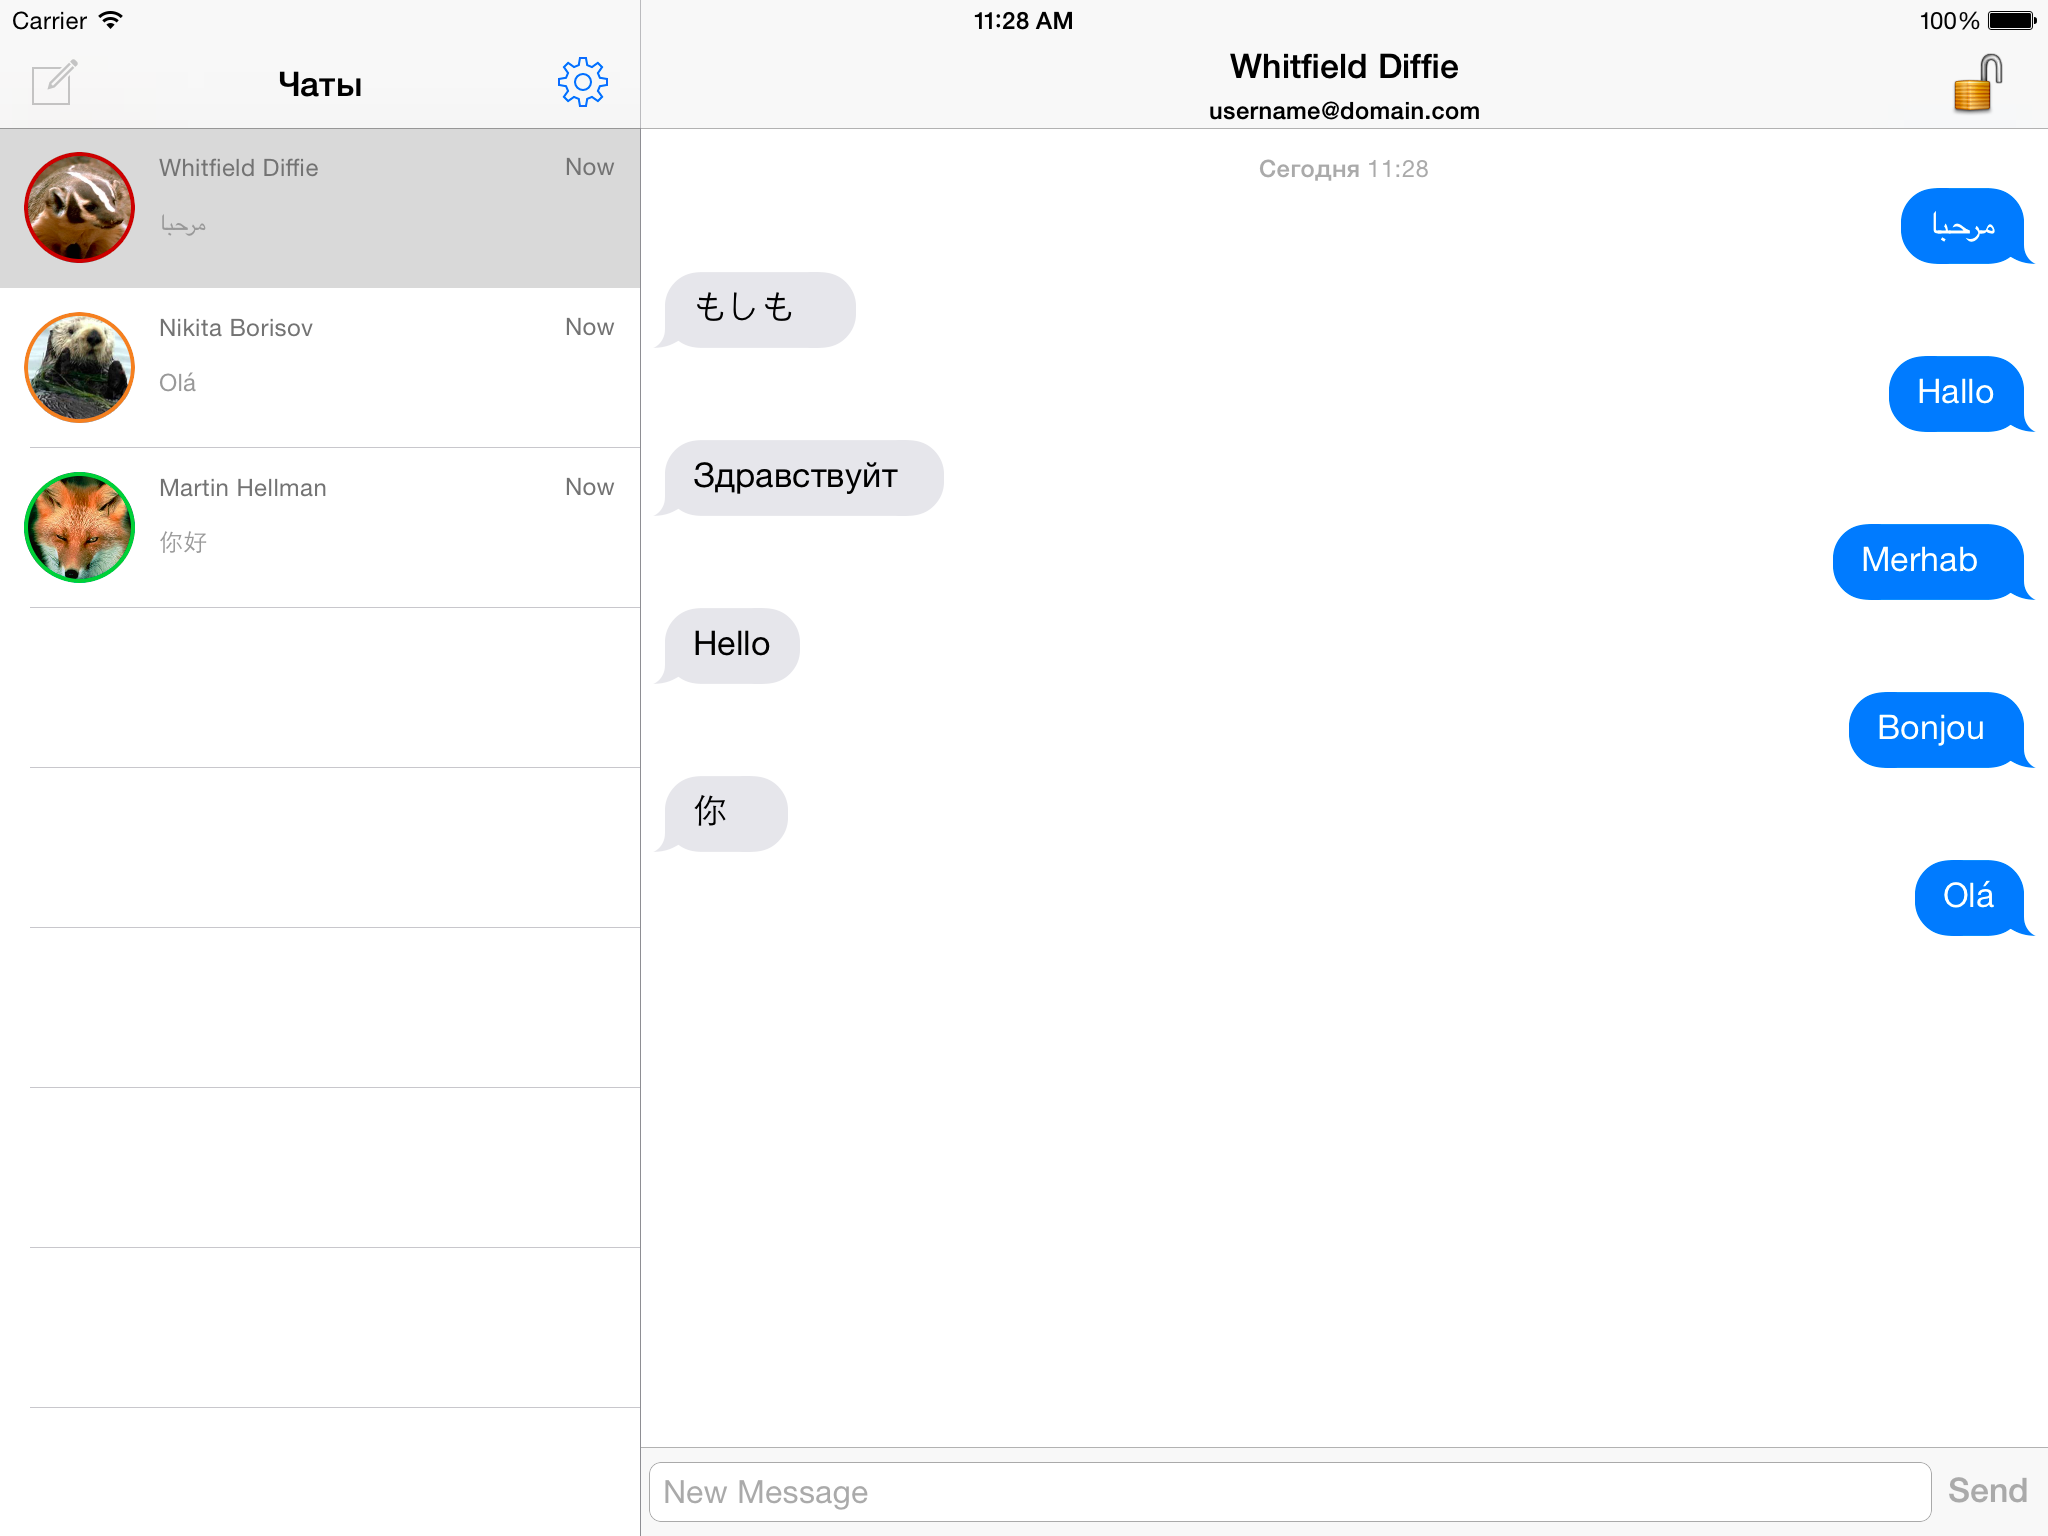 Carrier
11:28 AM
100%
Чаты
Whitfield Diffie
username@domain.com
Whitfield Diffie
Now
مرحبا
Nikita Borisov
Now
Olá
Martin Hellman
Now
你好
Сегодня 11:28
مرحبا
もしも
Hallo
Здравствуйт
Merhab
Hello
Bonjou
你
Olá
New Message
Send